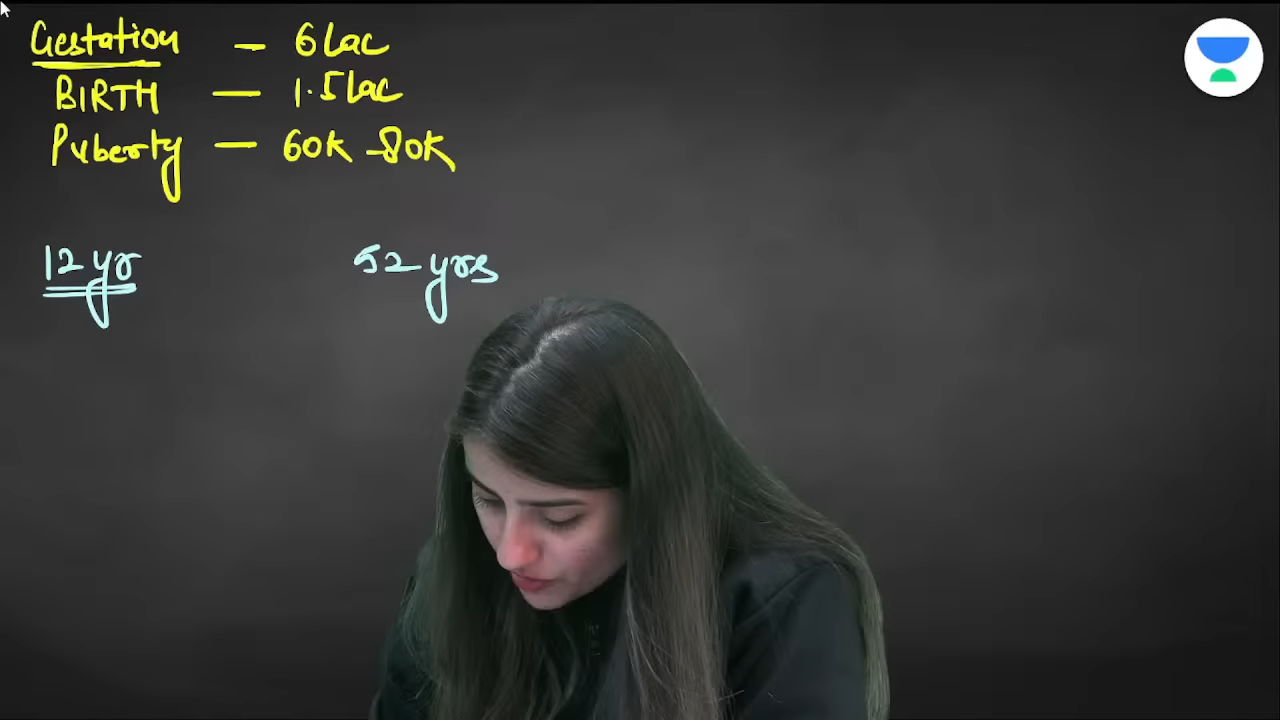 Gestation - 6 Lac
BIRTH - 1.5 lac
Puberty - 60K - 80K
12 yr 52 yrs